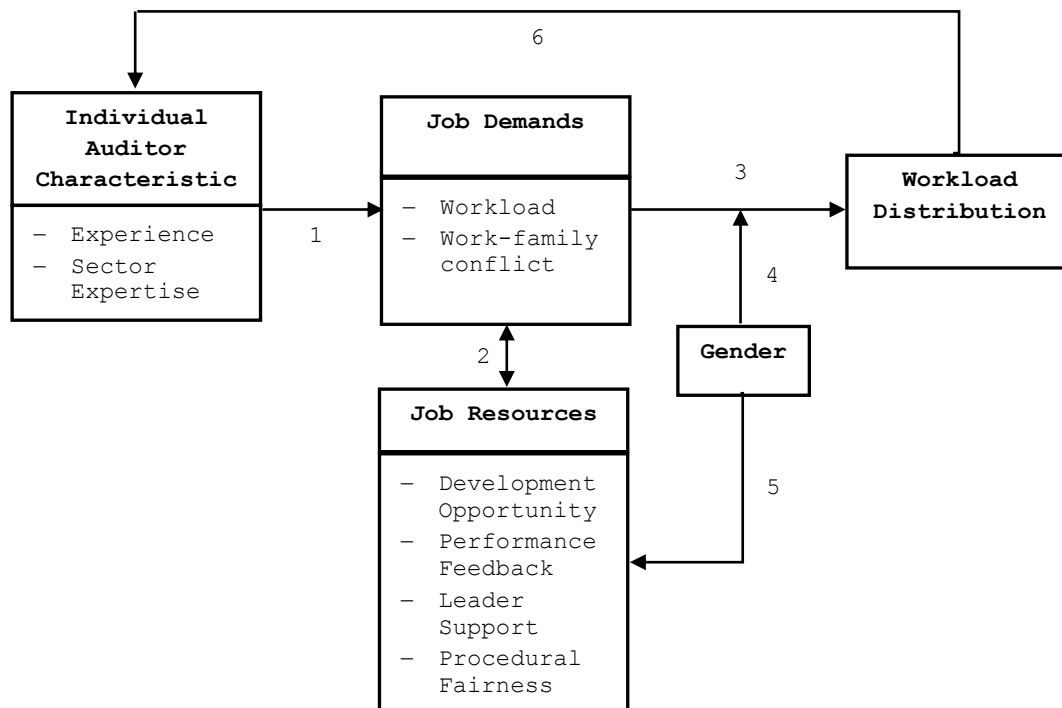 6
Individual
Auditor
Characteristic
– Experience
– Sector
Expertise
1
Job Demands
– Workload
– Work-family
conflict
3
Workload
Distribution
4
2
Gender
Job Resources
– Development
Opportunity
– Performance
Feedback
– Leader
Support
– Procedural
Fairness
5